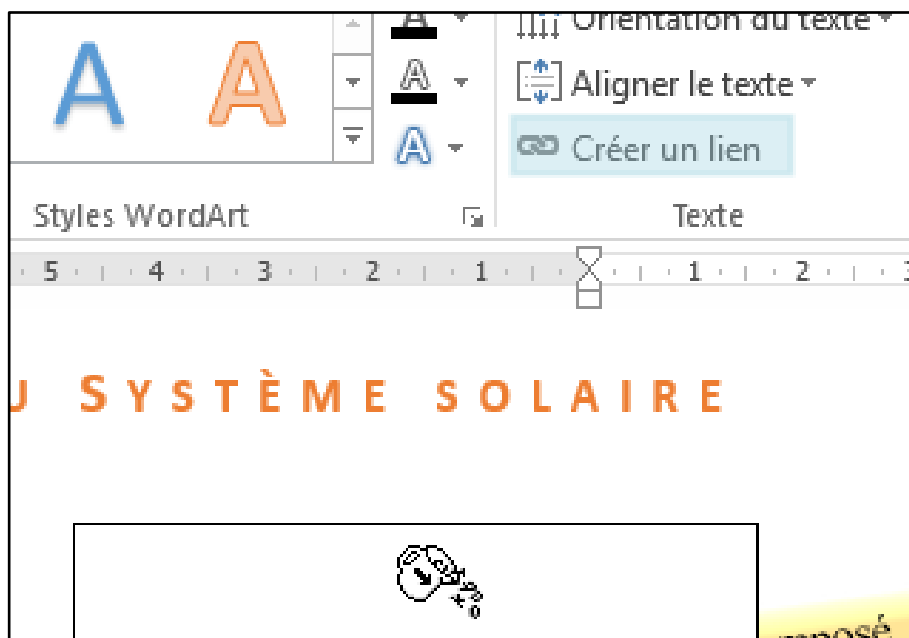 Orientation du texte
A A A Aligner le texte
A Créer un lien
Styles WordArt Texte
5 4 3 2 1 1 2
SYSTÈME SOLAIRE